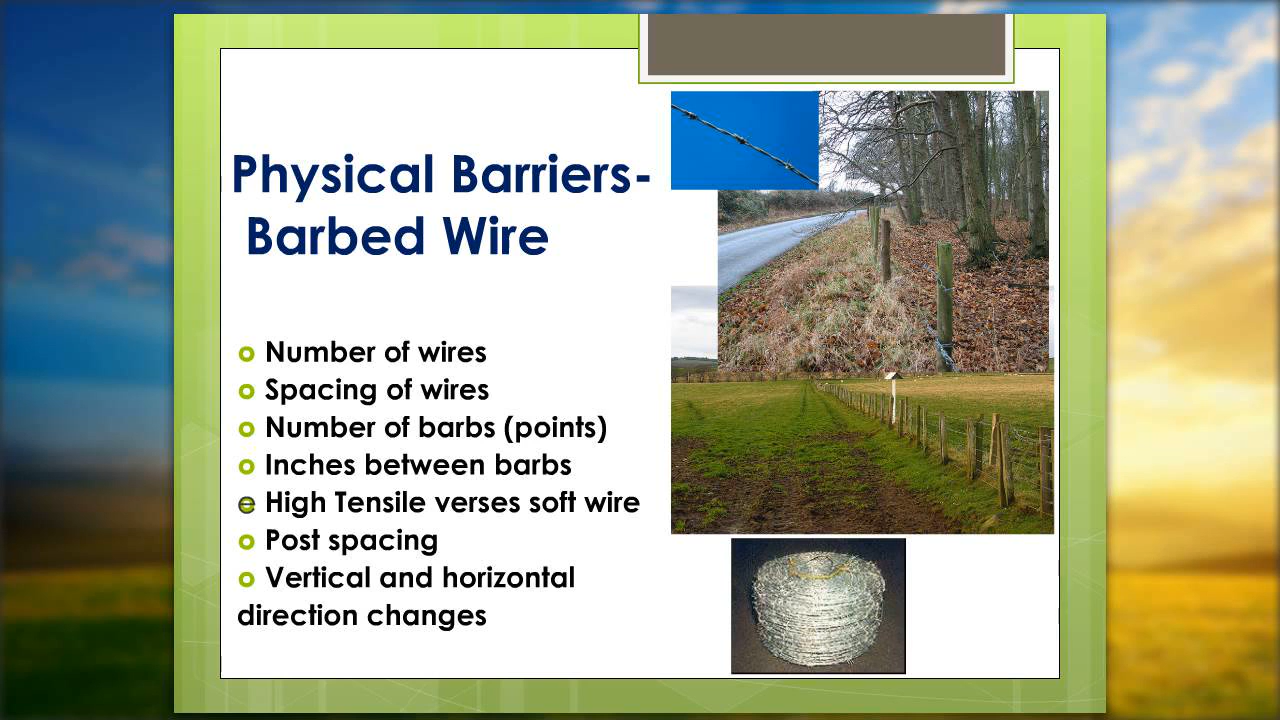 Physical Barriers-
Barbed Wire
Number of wires
Spacing of wires
Number of barbs (points)
Inches between barbs
High Tensile verses soft wire
Post spacing
Vertical and horizontal
direction changes